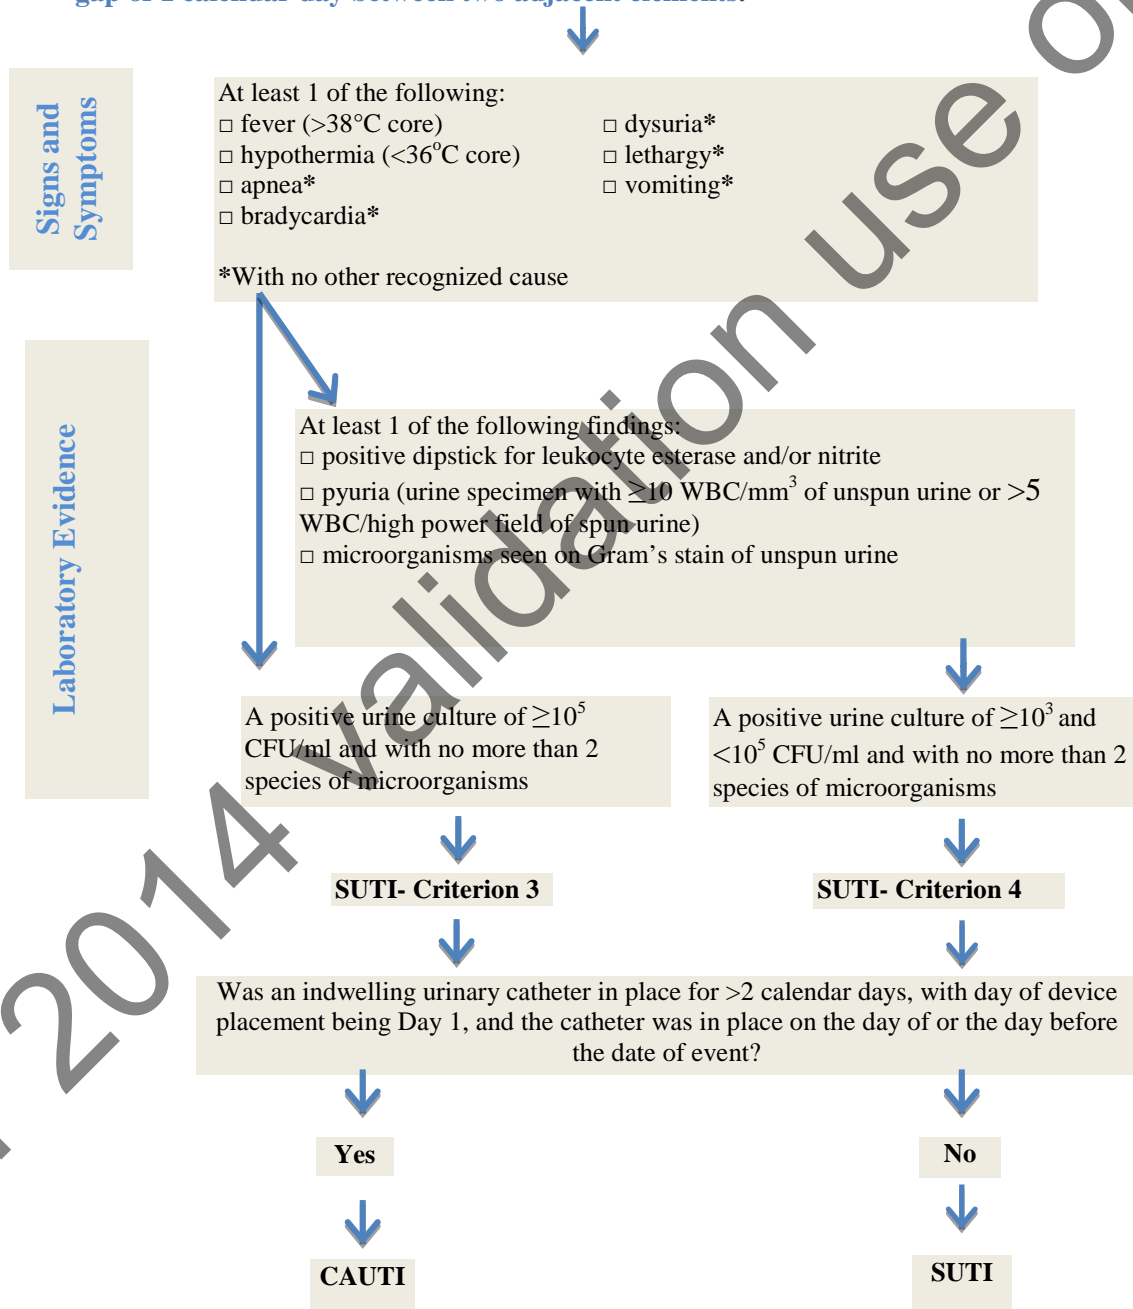 gap of 1 calendar day between two adjacent elements.
Signs and
Symptoms
At least 1 of the following:
□ fever (>38°C core)
□ dysuria*
□ hypothermia (<36°C core)
□ lethargy*
□ apnea*
□ vomiting*
□ bradycardia*
*With no other recognized cause
Laboratory Evidence
At least 1 of the following findings:
□ positive dipstick for leukocyte esterase and/or nitrite
□ pyuria (urine specimen with ≥10 WBC/mm³ of unspun urine or >5
WBC/high power field of spun urine)
□ microorganisms seen on Gram's stain of unspun urine
A positive urine culture of ≥10⁵
CFU/ml and with no more than 2
species of microorganisms
A positive urine culture of ≥10³ and
<10⁵ CFU/ml and with no more than 2
species of microorganisms
SUTI- Criterion 3
SUTI- Criterion 4
Was an indwelling urinary catheter in place for >2 calendar days, with day of device
placement being Day 1, and the catheter was in place on the day of or the day before
the date of event?
Yes
No
CAUTI
SUTI
2014 validation use